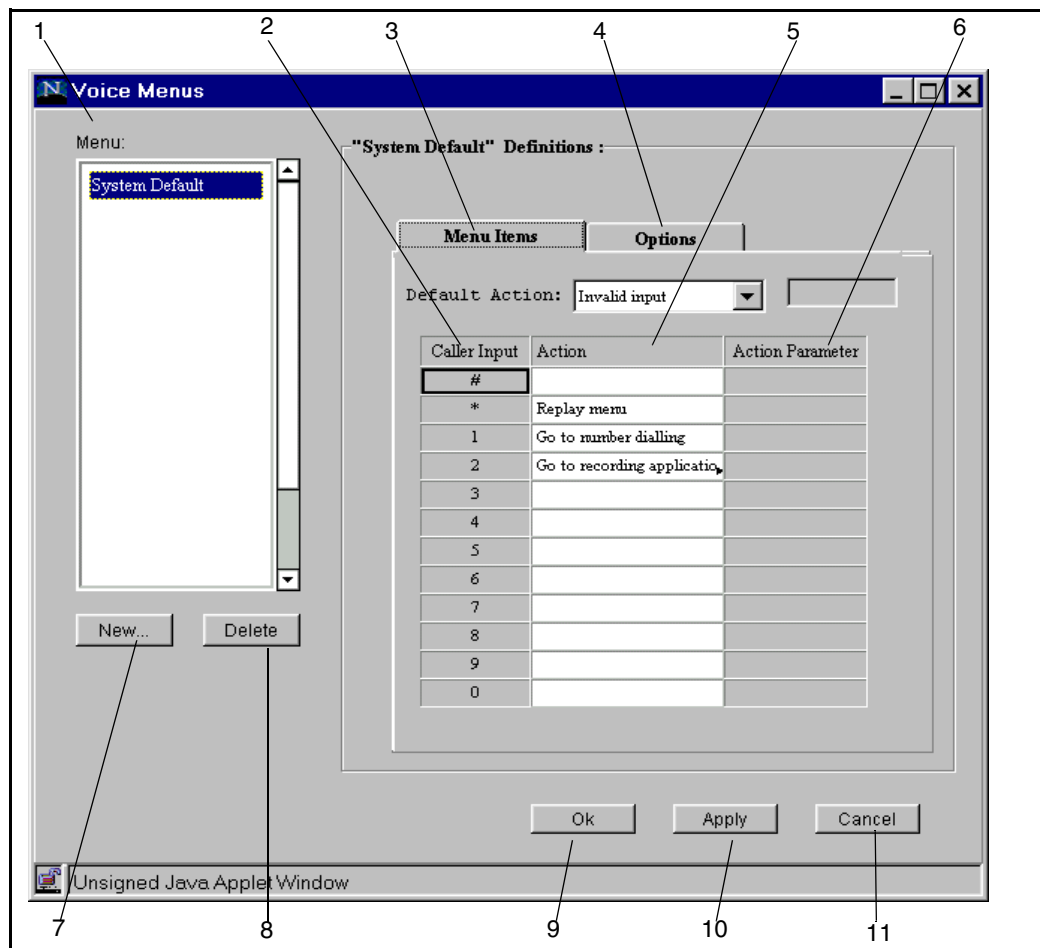 1 2 3 4 5 6
N Voice Menus
Menu:
System Default
"System Default" Definitions :
Menu Items Options
Default Action: Invalid input
Caller Input Action Action Parameter
#
* Replay menu
1 Go to number dialling
2 Go to recording applicatio
3
4
5
6
7
8
9
0
New... Delete
Ok Apply Cancel
Unsigned Java Applet Window
7 8 9 10 11